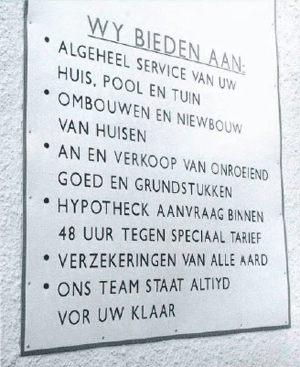 WY BIEDEN AAN:
• ALGEHEEL SERVICE VAN UW
HUIS, POOL EN TUIN
• OMBOUWEN EN NIEWBOUW
VAN HUISEN
• AN EN VERKOOP VAN ONROEIEND
GOED EN GRUNDSTUKKEN
• HYPOTHECK AANVRAAG BINNEN
48 UUR TEGEN SPECIAAL TARIEF
• VERZEKERINGEN VAN ALLE AARD
• ONS TEAM STAAT ALTIYD
VOR UW KLAAR